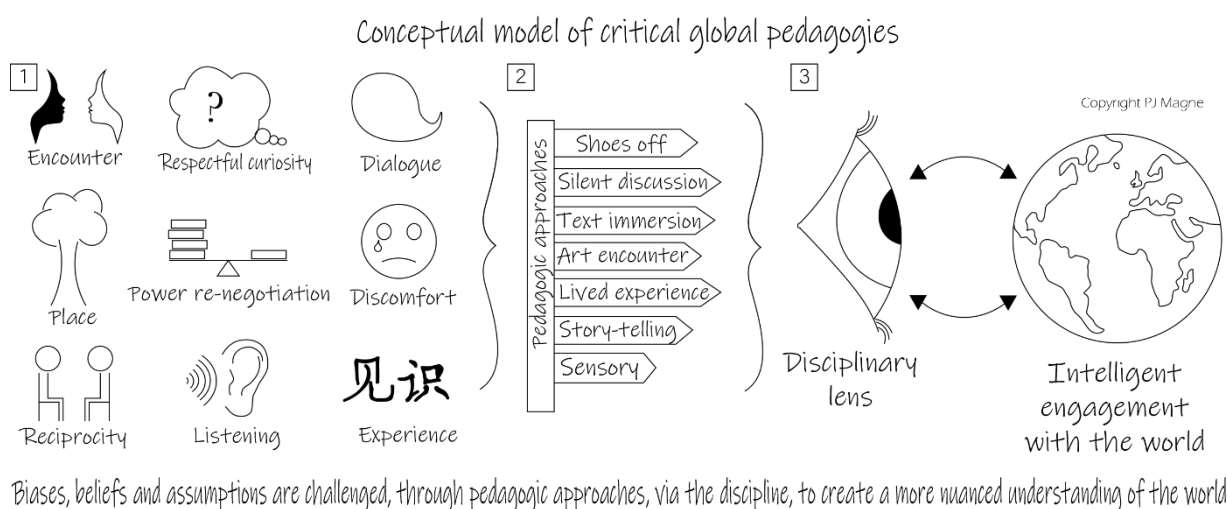 Conceptual model of critical global pedagogies
1
2
3
Copyright PJ Magne
?
Encounter
Respectful curiosity
Dialogue
Place
Power re-negotiation
Discomfort
见识
Reciprocity
Listening
Experience
Pedagogic approaches
Shoes off
Silent discussion
Text immersion
Art encounter
Lived experience
Story-telling
Sensory
Disciplinary
lens
Intelligent
engagement
with the world
Biases, beliefs and assumptions are challenged, through pedagogic approaches, via the discipline, to create a more nuanced understanding of the world